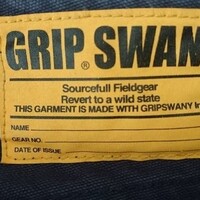 GRIP® SWAN
Sourcefull Fieldgear
Revert to a wild state
THIS GARMENT IS MADE WITH GRIPSWANY In
NAME
GEAR NO.
DATE OF ISSUE